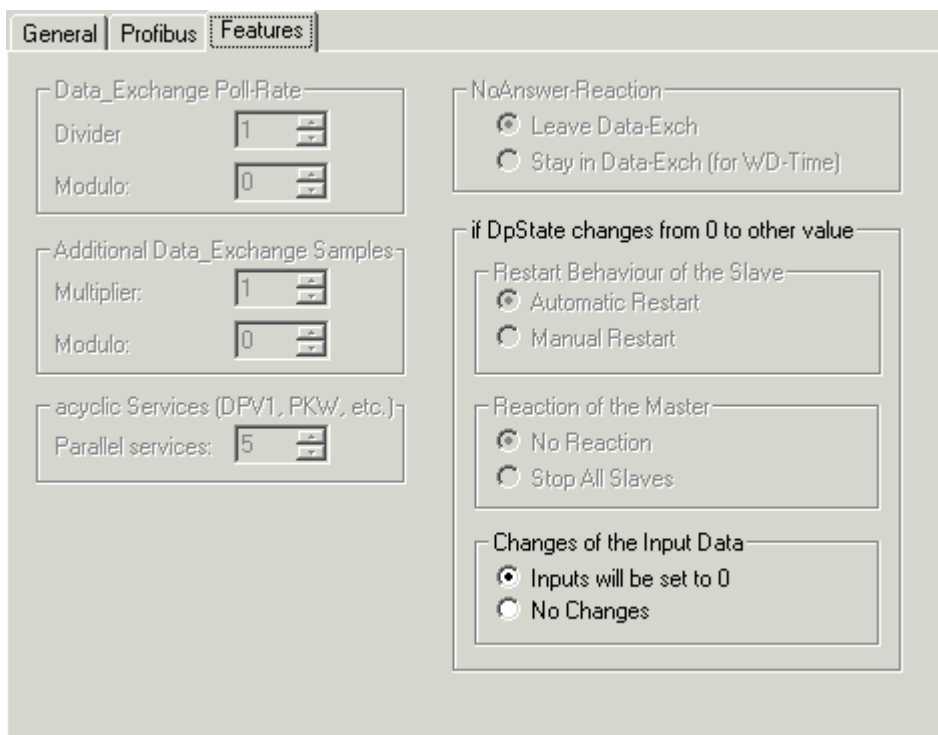 General Profibus Features
Data_Exchange Poll-Rate
Divider 1
Modulo: 0
Additional Data_Exchange Samples
Multiplier: 1
Modulo: 0
acyclic Services (DPV1, PKW, etc.)
Parallel services: 5
NoAnswer-Reaction
Leave Data-Exch
Stay in Data-Exch (for WD-Time)
if DpState changes from 0 to other value
Restart Behaviour of the Slave
Automatic Restart
Manual Restart
Reaction of the Master
No Reaction
Stop All Slaves
Changes of the Input Data
Inputs will be set to 0
No Changes